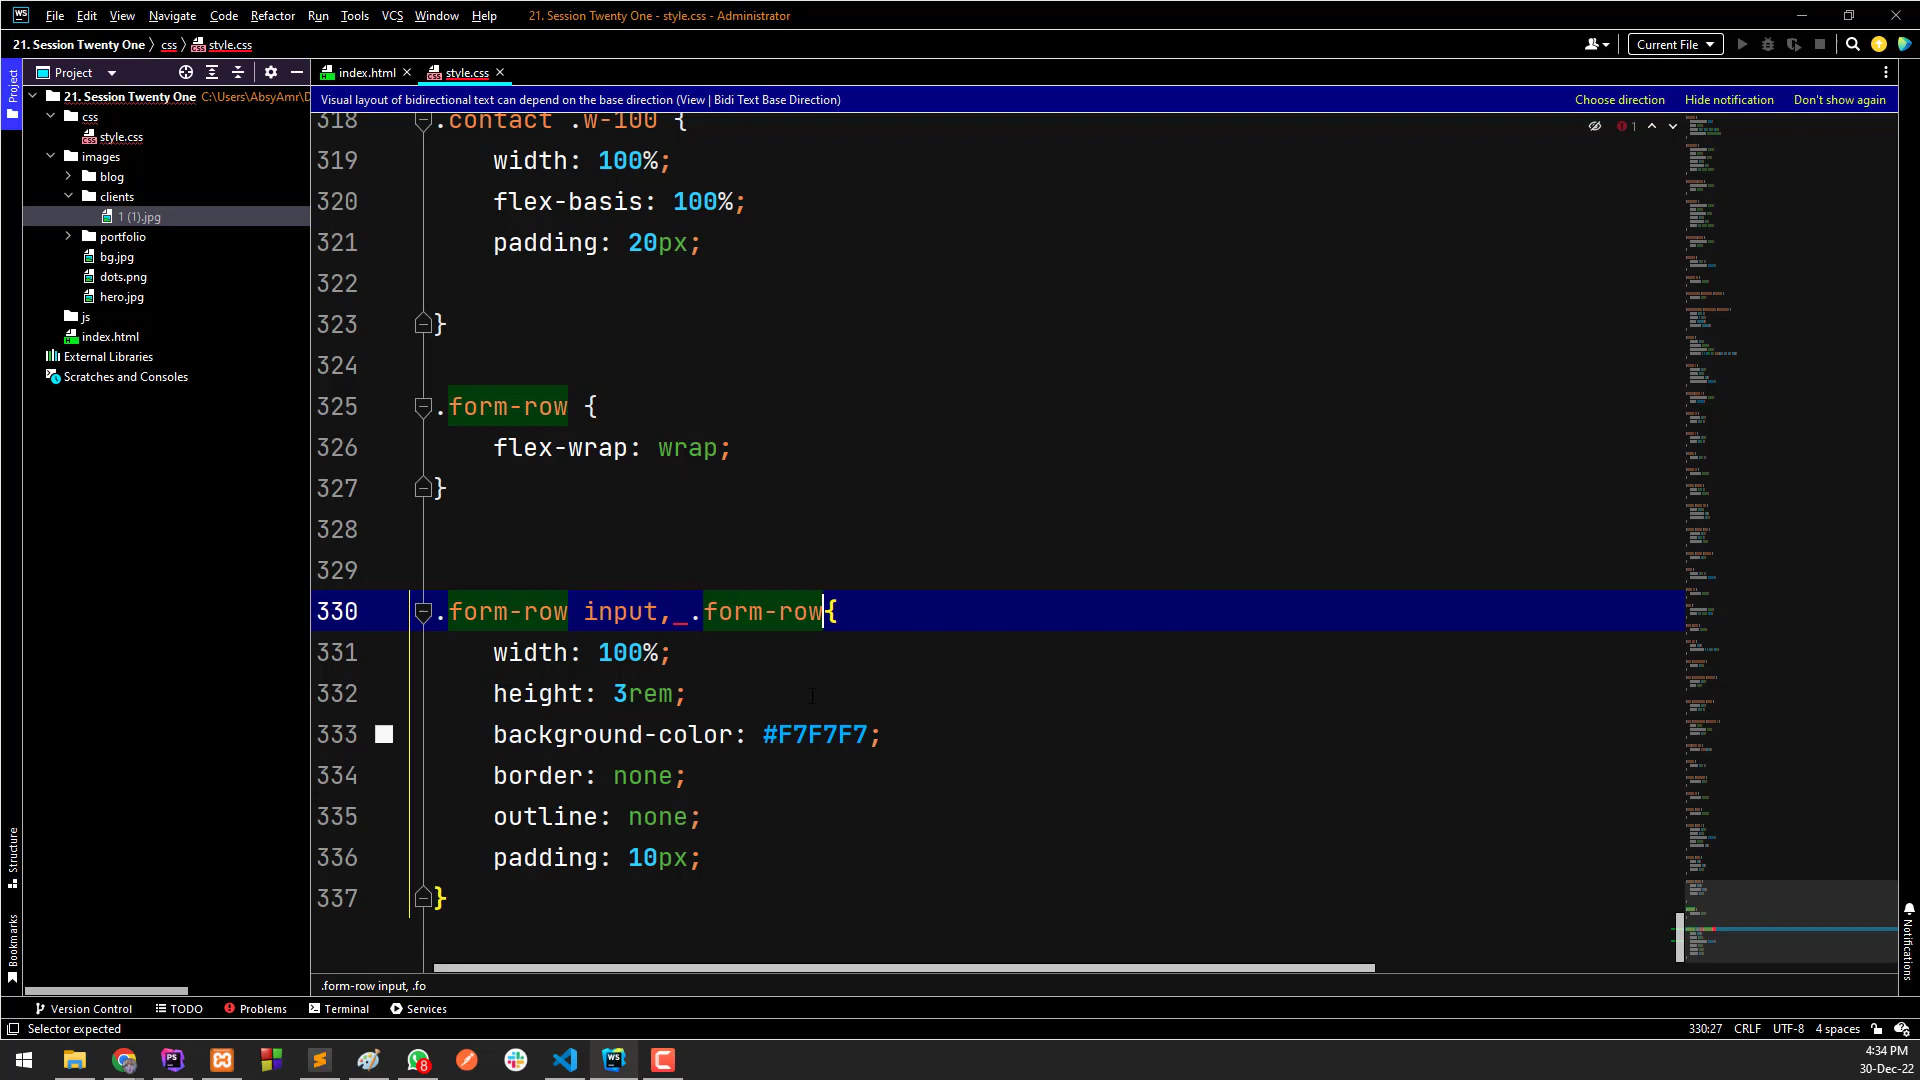 File Edit View Navigate Code Refactor Run Tools VCS Window Help 21. Session Twenty One - style.css - Administrator
21. Session Twenty One css style.css Current File
Project index.html style.css
21. Session Twenty One C:\Users\AbsyAmr\D
Visual layout of bidirectional text can depend on the base direction (View | Bidi Text Base Direction) Choose direction Hide notification Don't show again
css
style.css
images
blog
clients
1 (1).jpg
portfolio
bg.jpg
dots.png
hero.jpg
js
index.html
External Libraries
Scratches and Consoles
Project
Structure
Bookmarks
1
318 .contact .w-100 {
319 width: 100%;
320 flex-basis: 100%;
321 padding: 20px;
322
323 }
324
325 .form-row {
326 flex-wrap: wrap;
327 }
328
329
330 .form-row input, .form-row{
331 width: 100%;
332 height: 3rem;
333 background-color: #F7F7F7;
334 border: none;
335 outline: none;
336 padding: 10px;
337 }
Notifications
.form-row input, .fo
Version Control TODO Problems Terminal Services
Selector expected 330:27 CRLF UTF-8 4 spaces
4:34 PM
30-Dec-22